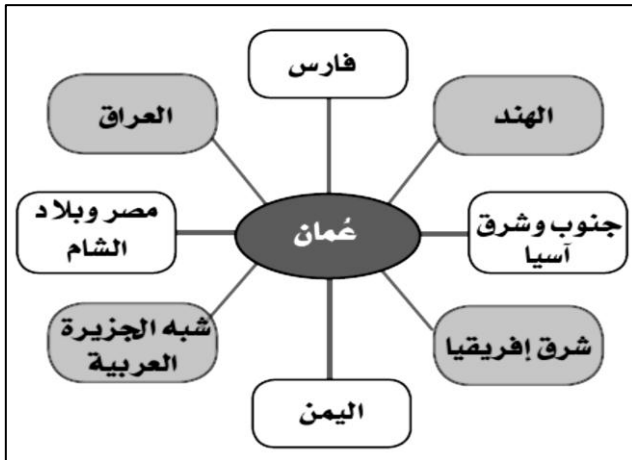 فارس
الهند
العراق
جنوب وشرق
آسيا
عُمان
مصر وبلاد
الشام
شرق إفريقيا
شبه الجزيرة
العربية
اليمن